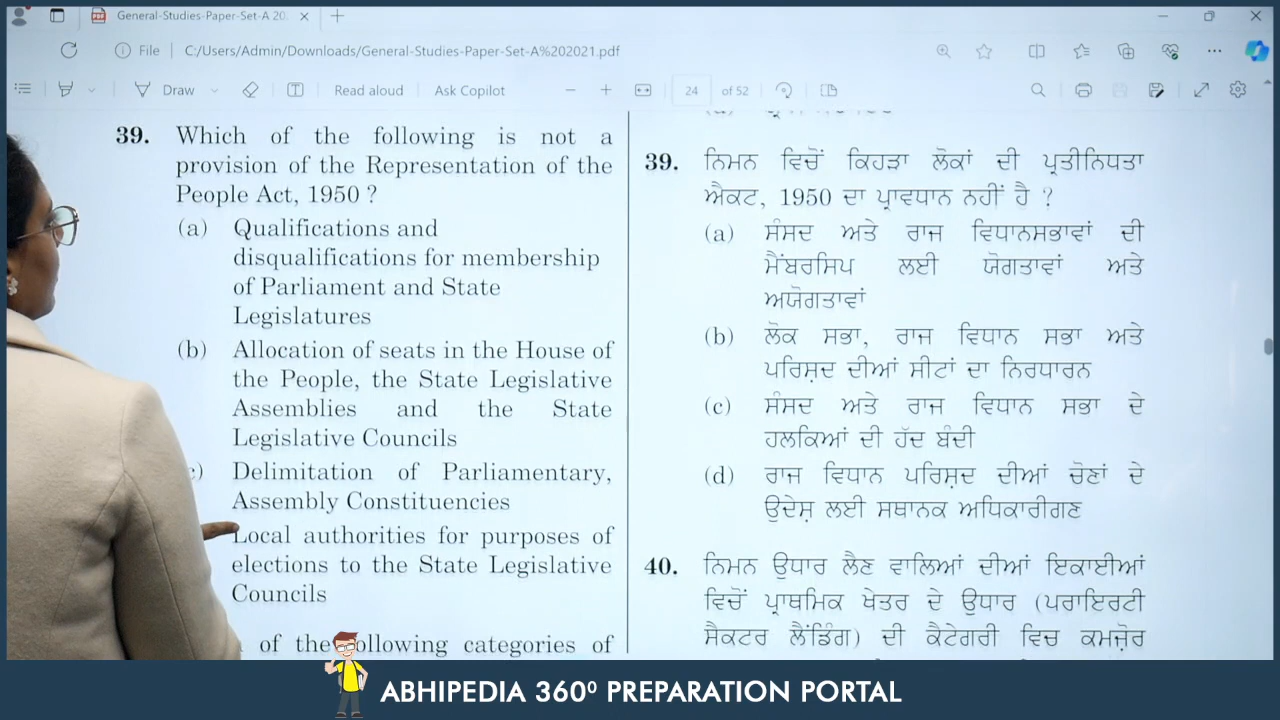 General-Studies-Paper-Set-A 20
File
C:/Users/Admin/Downloads/General-Studies-Paper-Set-A%202021.pdf
Draw
Read aloud
Ask Copilot
24
of 52
39. Which of the following is not a
provision of the Representation of the
People Act, 1950 ?
(a) Qualifications and
disqualifications for membership
of Parliament and State
Legislatures
(b) Allocation of seats in the House of
the People, the State Legislative
Assemblies and the State
Legislative Councils
Delimitation of Parliamentary,
Assembly Constituencies
Local authorities for purposes of
elections to the State Legislative
Councils
of the following categories of
39. ਨਿਮਨ ਵਿਚੋਂ ਕਿਹੜਾ ਲੋਕਾਂ ਦੀ ਪ੍ਰਤੀਨਿਧਤਾ
ਐਕਟ, 1950 ਦਾ ਪ੍ਰਾਵਧਾਨ ਨਹੀਂ ਹੈ ?
(a) ਸੰਸਦ ਅਤੇ ਰਾਜ ਵਿਧਾਨਸਭਾਵਾਂ ਦੀ
ਮੈਂਬਰਸਿਪ ਲਈ ਯੋਗਤਾਵਾਂ ਅਤੇ
ਅਯੋਗਤਾਵਾਂ
(b) ਲੋਕ ਸਭਾ, ਰਾਜ ਵਿਧਾਨ ਸਭਾ ਅਤੇ
ਪਰਿਸ਼ਦ ਦੀਆਂ ਸੀਟਾਂ ਦਾ ਨਿਰਧਾਰਨ
(c) ਸੰਸਦ ਅਤੇ ਰਾਜ ਵਿਧਾਨ ਸਭਾ ਦੇ
ਹਲਕਿਆਂ ਦੀ ਹੱਦ ਬੰਦੀ
(d) ਰਾਜ ਵਿਧਾਨ ਪਰਿਸ਼ਦ ਦੀਆਂ ਚੋਣਾਂ ਦੇ
ਉਦੇਸ਼ ਲਈ ਸਥਾਨਕ ਅਧਿਕਾਰੀਗਣ
40. ਨਿਮਨ ਉਧਾਰ ਲੈਣ ਵਾਲਿਆਂ ਦੀਆਂ ਇਕਾਈਆਂ
ਵਿਚੋਂ ਪ੍ਰਾਥਮਿਕ ਖੇਤਰ ਦੇ ਉਧਾਰ (ਪਰਾਇਰਟੀ
ਸੈਕਟਰ ਲੈਂਡਿੰਗ) ਦੀ ਕੈਟੇਗਰੀ ਵਿਚ ਕਮਜ਼ੋਰ
ABHIPEDIA 360⁰ PREPARATION PORTAL